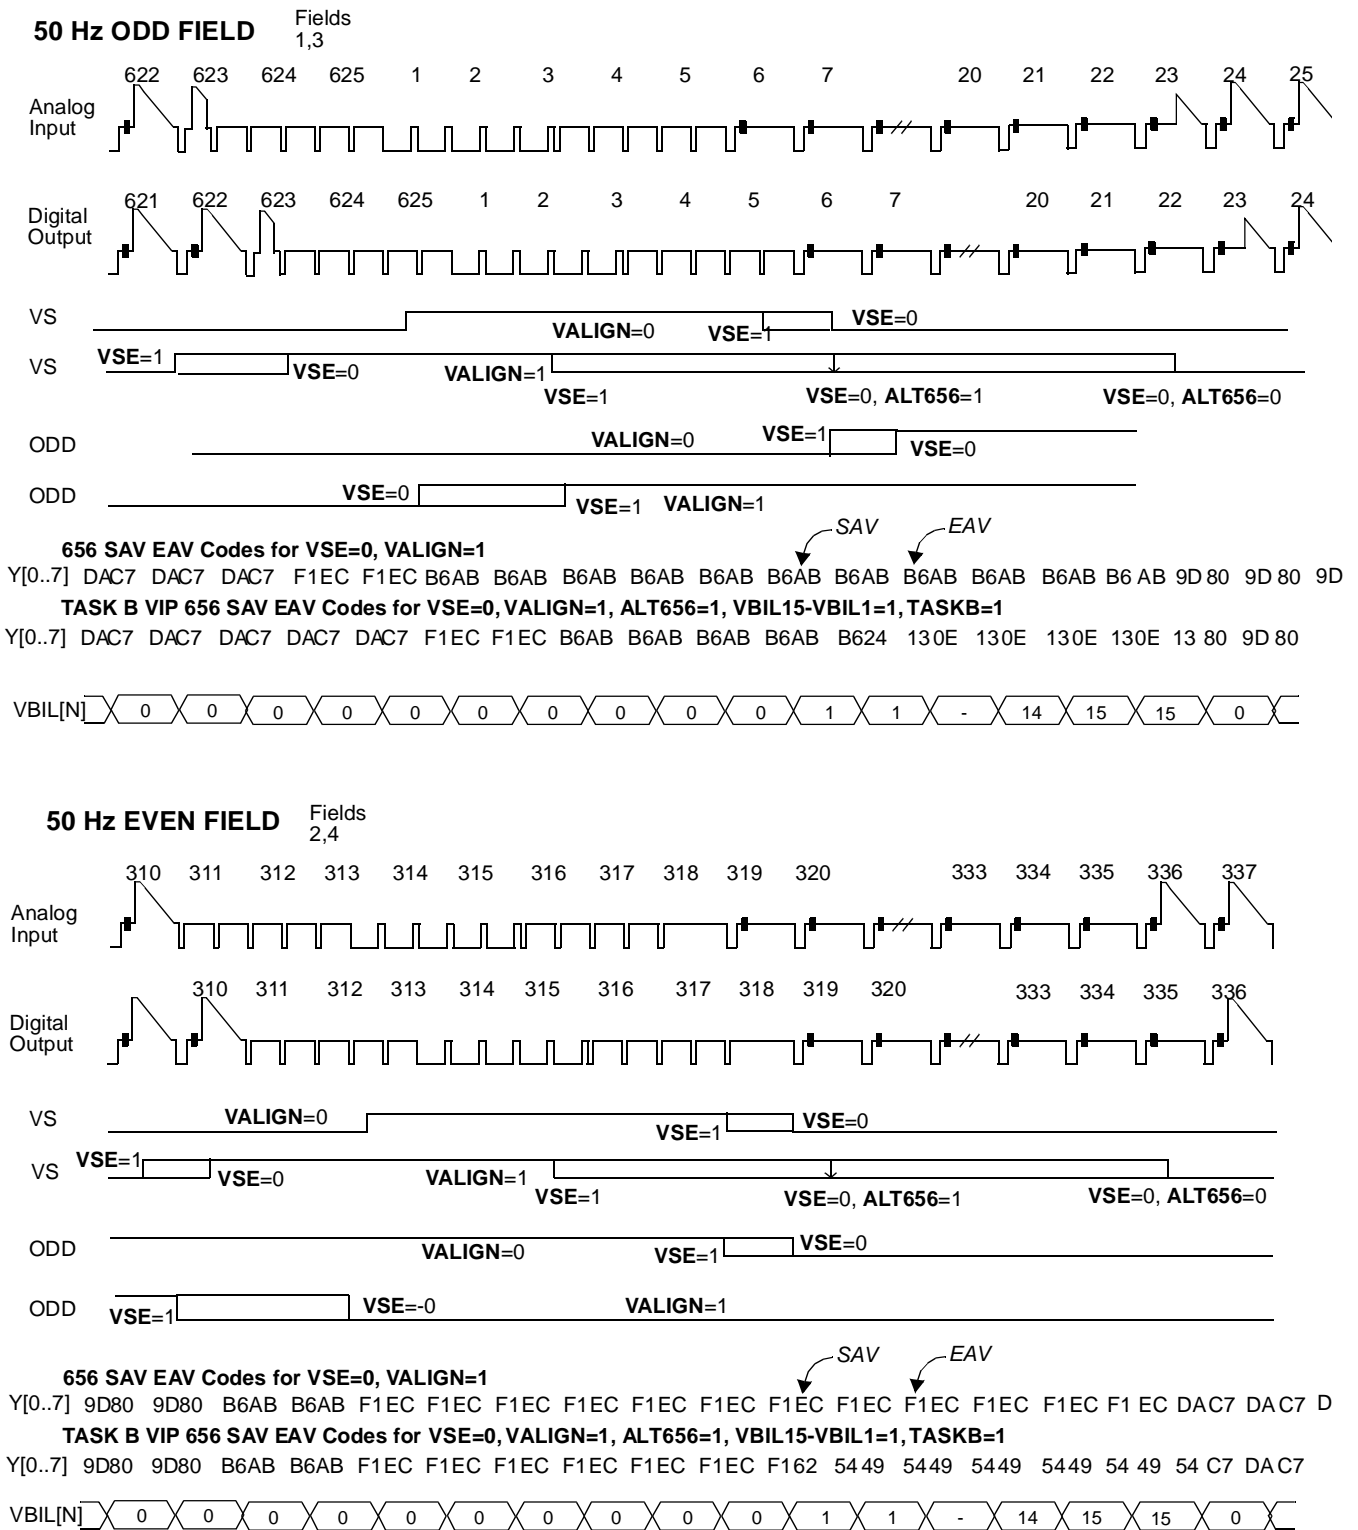 50 Hz ODD FIELD Fields 1,3
622 623 624 625 1 2 3 4 5 6 7 20 21 22 23 24 25
Analog Input
621 622 623 624 625 1 2 3 4 5 6 7 20 21 22 23 24
Digital Output
VS VALIGN=0 VSE=1 VSE=0
VS VSE=1 VSE=0 VALIGN=1 VSE=1 VSE=0, ALT656=1 VSE=0, ALT656=0
ODD VALIGN=0 VSE=1 VSE=0
ODD VSE=0 VSE=1 VALIGN=1
SAV EAV
656 SAV EAV Codes for VSE=0, VALIGN=1
Y[0..7] DAC7 DAC7 DAC7 F1EC F1EC B6AB B6AB B6AB B6AB B6AB B6AB B6AB B6AB B6AB B6AB B6 AB 9D 80 9D 80 9D
TASK B VIP 656 SAV EAV Codes for VSE=0, VALIGN=1, ALT656=1, VBIL15-VBIL1=1, TASKB=1
Y[0..7] DAC7 DAC7 DAC7 DAC7 DAC7 F1EC F1EC B6AB B6AB B6AB B6AB B624 130E 130E 130E 130E 13 80 9D 80
VBIL[N] 0 0 0 0 0 0 0 0 0 0 1 1 - 14 15 15 0
50 Hz EVEN FIELD Fields 2,4
310 311 312 313 314 315 316 317 318 319 320 333 334 335 336 337
Analog Input
310 311 312 313 314 315 316 317 318 319 320 333 334 335 336
Digital Output
VS VALIGN=0 VSE=1 VSE=0
VS VSE=1 VSE=0 VALIGN=1 VSE=1 VSE=0, ALT656=1 VSE=0, ALT656=0
ODD VALIGN=0 VSE=1 VSE=0
ODD VSE=1 VSE=-0 VALIGN=1
SAV EAV
656 SAV EAV Codes for VSE=0, VALIGN=1
Y[0..7] 9D80 9D80 B6AB B6AB F1EC F1EC F1EC F1EC F1EC F1EC F1EC F1EC F1EC F1EC F1EC F1 EC DAC7 DAC7 D
TASK B VIP 656 SAV EAV Codes for VSE=0, VALIGN=1, ALT656=1, VBIL15-VBIL1=1, TASKB=1
Y[0..7] 9D80 9D80 B6AB B6AB F1EC F1EC F1EC F1EC F1EC F1EC F162 5449 5449 5449 5449 54 49 54 C7 DAC7
VBIL[N] 0 0 0 0 0 0 0 0 0 0 1 1 - 14 15 15 0